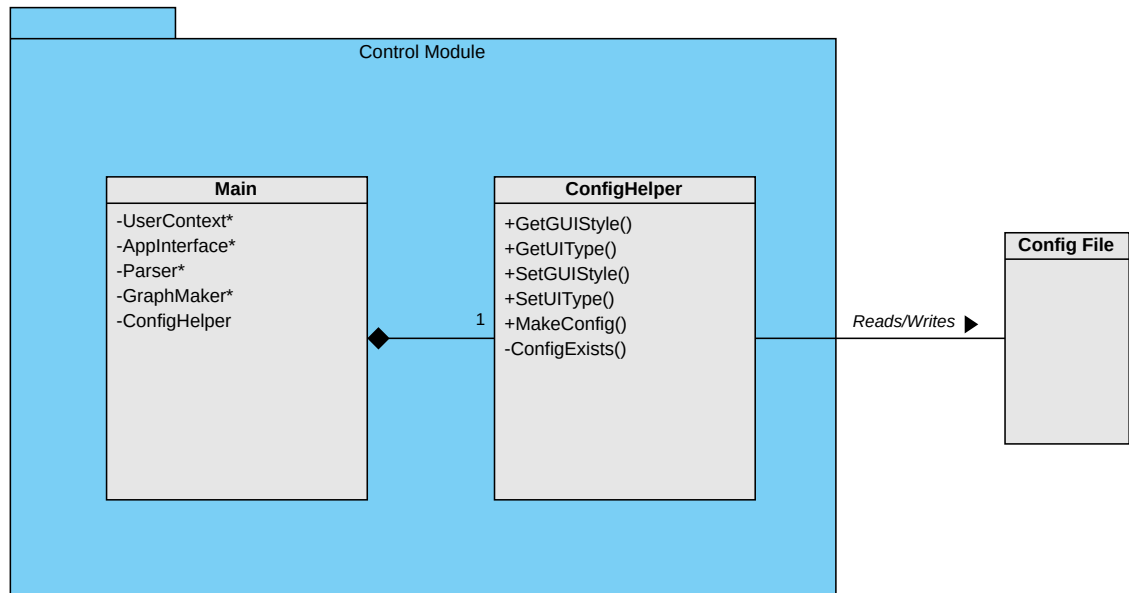 Control Module
Main
-UserContext*
-AppInterface*
-Parser*
-GraphMaker*
-ConfigHelper
1
ConfigHelper
+GetGUIStyle()
+GetUIType()
+SetGUIStyle()
+SetUIType()
+MakeConfig()
-ConfigExists()
Reads/Writes
Config File